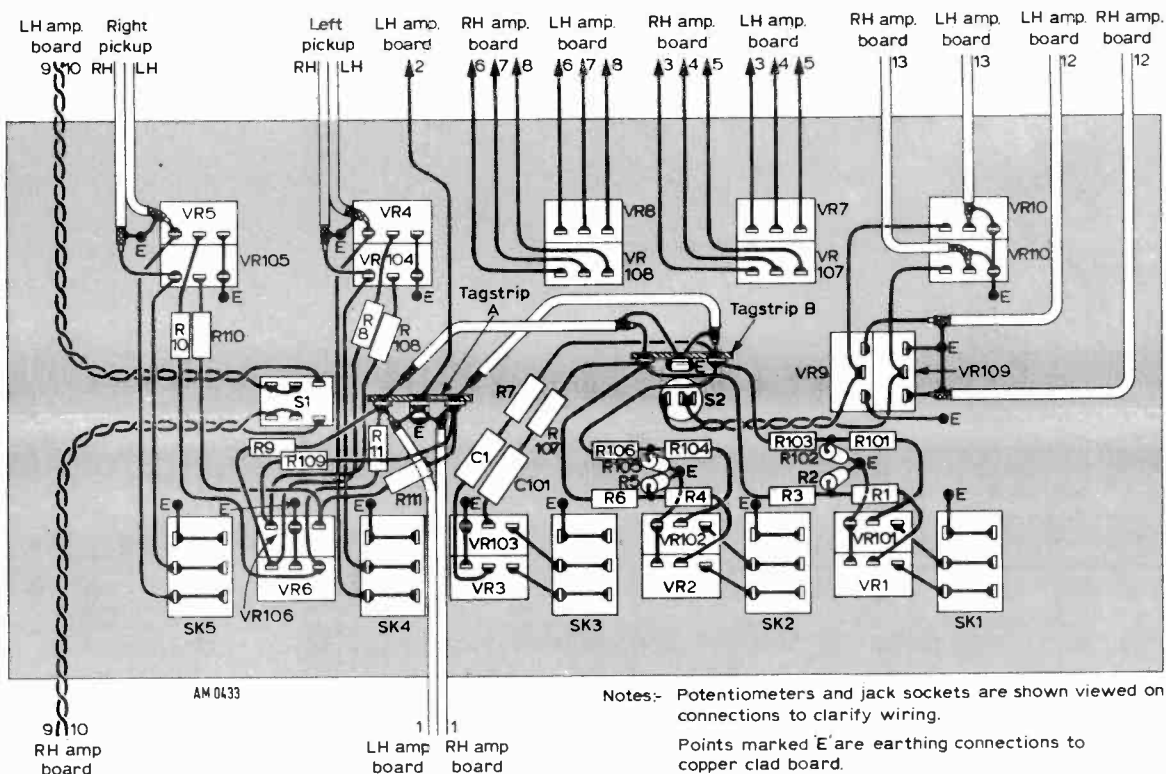 LH amp. board 9 10
Right pickup RH LH
Left pickup RH LH
LH amp. board 2
RH amp. board 6 7 8
LH amp. board 6 7 8
RH amp. board 3 4 5
LH amp. board 3 4 5
RH amp. board 13
LH amp. board 13
LH amp. board 12
RH amp. board 12
VR5
E
VR105
E
VR4
E
VR104
E
VR8
VR 108
VR7
VR 107
VR10
VR110
E
Tagstrip A
Tagstrip B
R 10
R110
R 8
R 108
E
VR9
E
VR109
E
S1
R7
E
S2
E
R9
R109
R 11
R 107
R106
R104
R103
R101
R105
R102
E
E
C1
R5
R2
R111
C101
R6
R4
R3
R1
E
E
E
E
E
E
VR103
VR102
VR101
VR6
VR3
VR2
VR1
VR106
SK5
SK4
SK3
SK2
SK1
AM 0433
Notes:- Potentiometers and jack sockets are shown viewed on
connections to clarify wiring.
Points marked 'E' are earthing connections to
copper clad board.
9 10
RH amp board
1
LH amp board
1
RH amp board